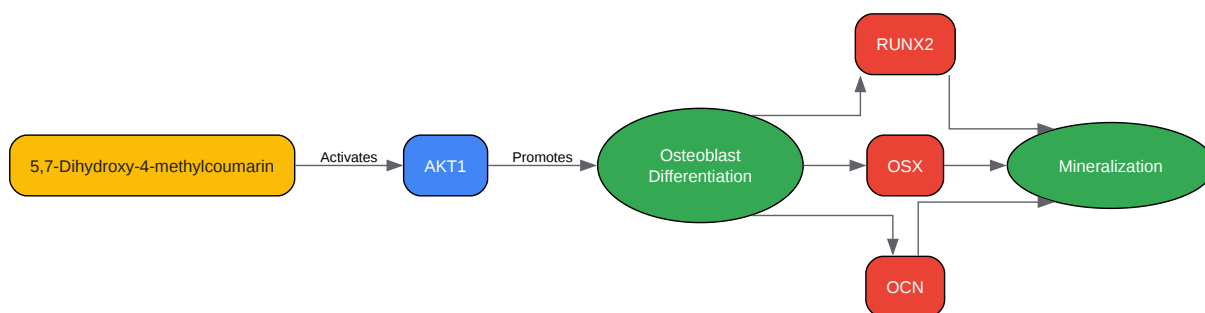 5,7-Dihydroxy-4-methylcoumarin
Activates
AKT1
Promotes
Osteoblast
Differentiation
RUNX2
OSX
OCN
Mineralization